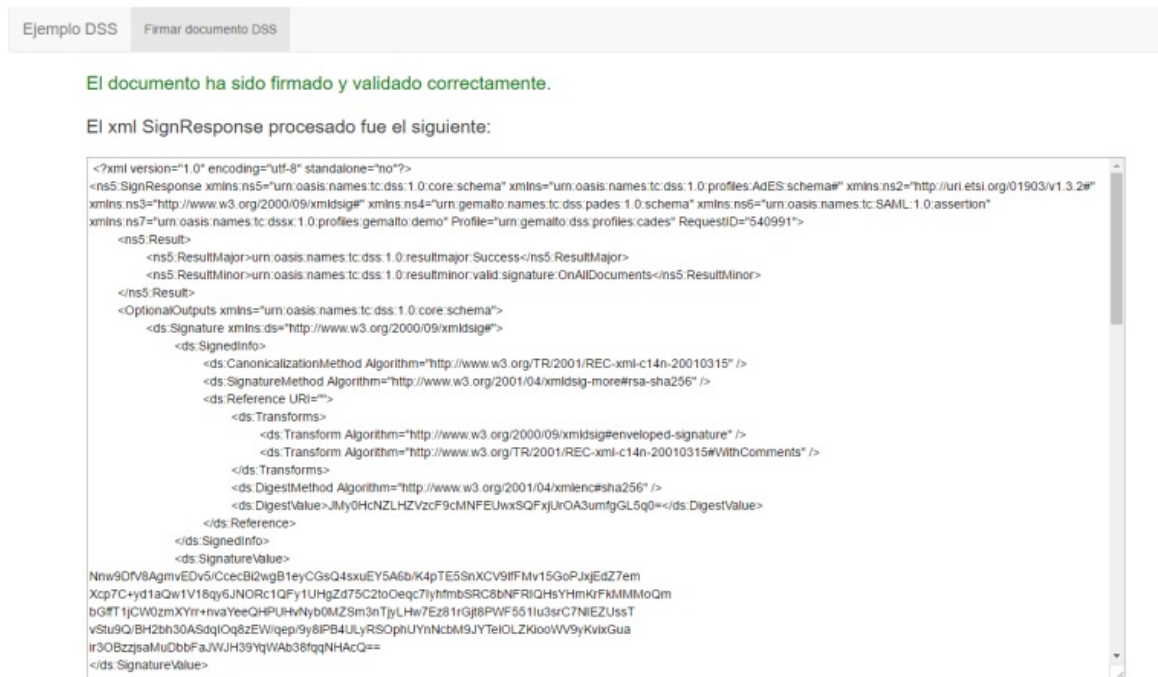 Ejemplo DSS Firmar documento DSS
El documento ha sido firmado y validado correctamente.
El xml SignResponse procesado fue el siguiente:
<?xml version="1.0" encoding="utf-8" standalone="no"?>
<ns5:SignResponse xmlns:ns5="urn:oasis:names:tc:dss:1.0:core:schema" xmlns="urn:oasis:names:tc:dss:1.0:profiles:AdES:schema#" xmlns:ns2="http://uri.etsi.org/01903/v1.3.2#"
xmlns:ns3="http://www.w3.org/2000/09/xmldsig#" xmlns:ns4="urn:gemalto:names:tc:dss:pades:1.0:schema" xmlns:ns6="urn:oasis:names:tc:SAML:1.0:assertion"
xmlns:ns7="urn:oasis:names:tc:dssx:1.0:profiles:gemalto:demo" Profile="urn:gemalto:dss:profiles:cades" RequestID="540991">
<ns5:Result>
<ns5:ResultMajor>urn:oasis:names:tc:dss:1.0:resultmajor:Success</ns5:ResultMajor>
<ns5:ResultMinor>urn:oasis:names:tc:dss:1.0:resultminor:valid:signature:OnAllDocuments</ns5:ResultMinor>
</ns5:Result>
<OptionalOutputs xmlns="urn:oasis:names:tc:dss:1.0:core:schema">
<ds:Signature xmlns:ds="http://www.w3.org/2000/09/xmldsig#">
<ds:SignedInfo>
<ds:CanonicalizationMethod Algorithm="http://www.w3.org/TR/2001/REC-xml-c14n-20010315" />
<ds:SignatureMethod Algorithm="http://www.w3.org/2001/04/xmldsig-more#rsa-sha256" />
<ds:Reference URI="">
<ds:Transforms>
<ds:Transform Algorithm="http://www.w3.org/2000/09/xmldsig#enveloped-signature" />
<ds:Transform Algorithm="http://www.w3.org/TR/2001/REC-xml-c14n-20010315#WithComments" />
</ds:Transforms>
<ds:DigestMethod Algorithm="http://www.w3.org/2001/04/xmlenc#sha256" />
<ds:DigestValue>JMy0HcNZLHZVzcF9cMNFEUwxSQFxjUrOA3umfgGL5q0=</ds:DigestValue>
</ds:Reference>
</ds:SignedInfo>
<ds:SignatureValue>
Nnw9DfV8AgmvEDv5/CcecBi2wgB1eyCGsQ4sxuEY5A6b/K4pTE5SnXCV9IfFMv15GoPJxjEdZ7em
Xcp7C+yd1aQw1V18qy6JNORc1QFy1UHgZd75C2toOeqc7IyhfmbSRC8bNFRIQHsYHmKrFkMMMoQm
bGffT1jCW0zmXYrr+nvaYeeQHPUHvNyb0MZSm3nTjyLHw7Ez81rGjt8PWF551Iu3srC7NIEZUssT
vStu9Q/BH2bh30ASdqIOq8zEW/qep/9y8IPB4ULyRSOphUYnNcbM9JYTelOLZKiooWV9yKvixGua
ir3OBzzjsaMuDbbFaJWJH39YqWAb38fqqNHAcQ==
</ds:SignatureValue>